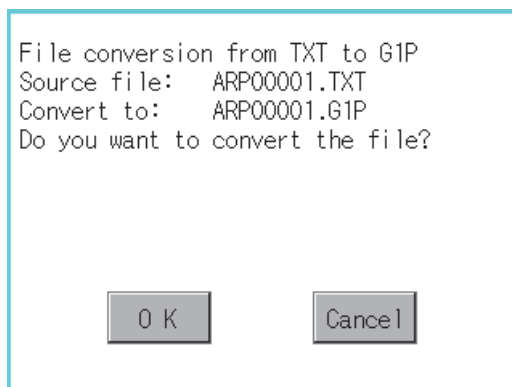 File conversion from TXT to G1P
Source file: ARP00001.TXT
Convert to: ARP00001.G1P
Do you want to convert the file?
O K
Cancel